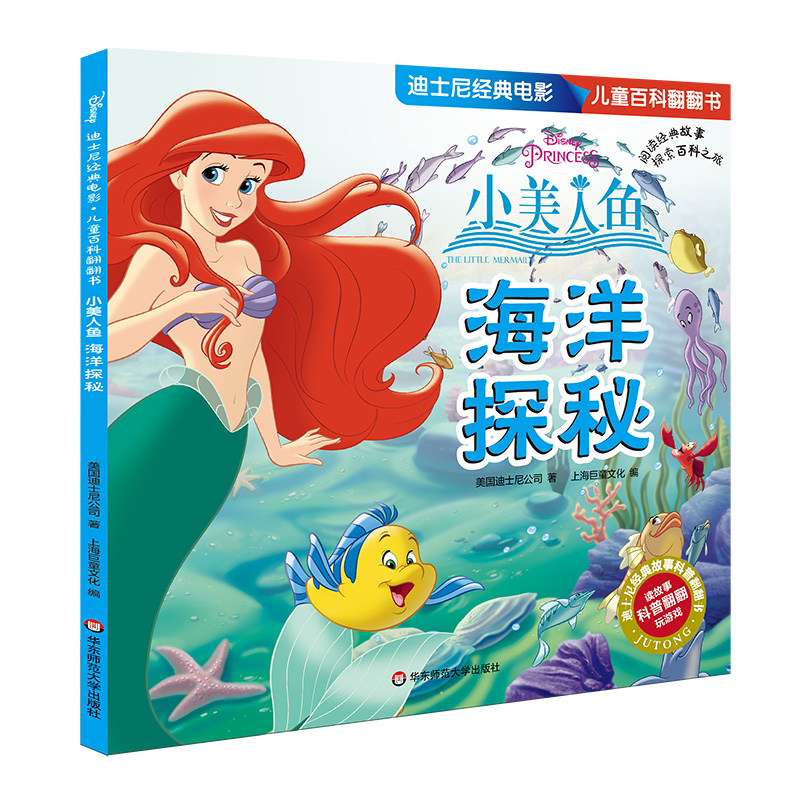 迪士尼经典电影 儿童百科翻翻书
阅读经典故事
探索百科之旅
Disney
PRINCESS
小美人鱼
THE LITTLE MERMAID
海洋
探秘
美国迪士尼公司 著 上海巨童文化 编
迪士尼经典故事科普翻翻书
读故事
科普翻翻
玩游戏
·JUTONG·
华东师范大学出版社
Disney 迪士尼经典电影·儿童百科翻翻书 小美人鱼 海洋探秘 美国迪士尼公司 著 上海巨童文化 编 华东师范大学出版社